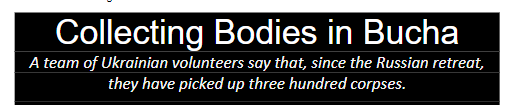 Collecting Bodies in Bucha
A team of Ukrainian volunteers say that, since the Russian retreat,
they have picked up three hundred corpses.